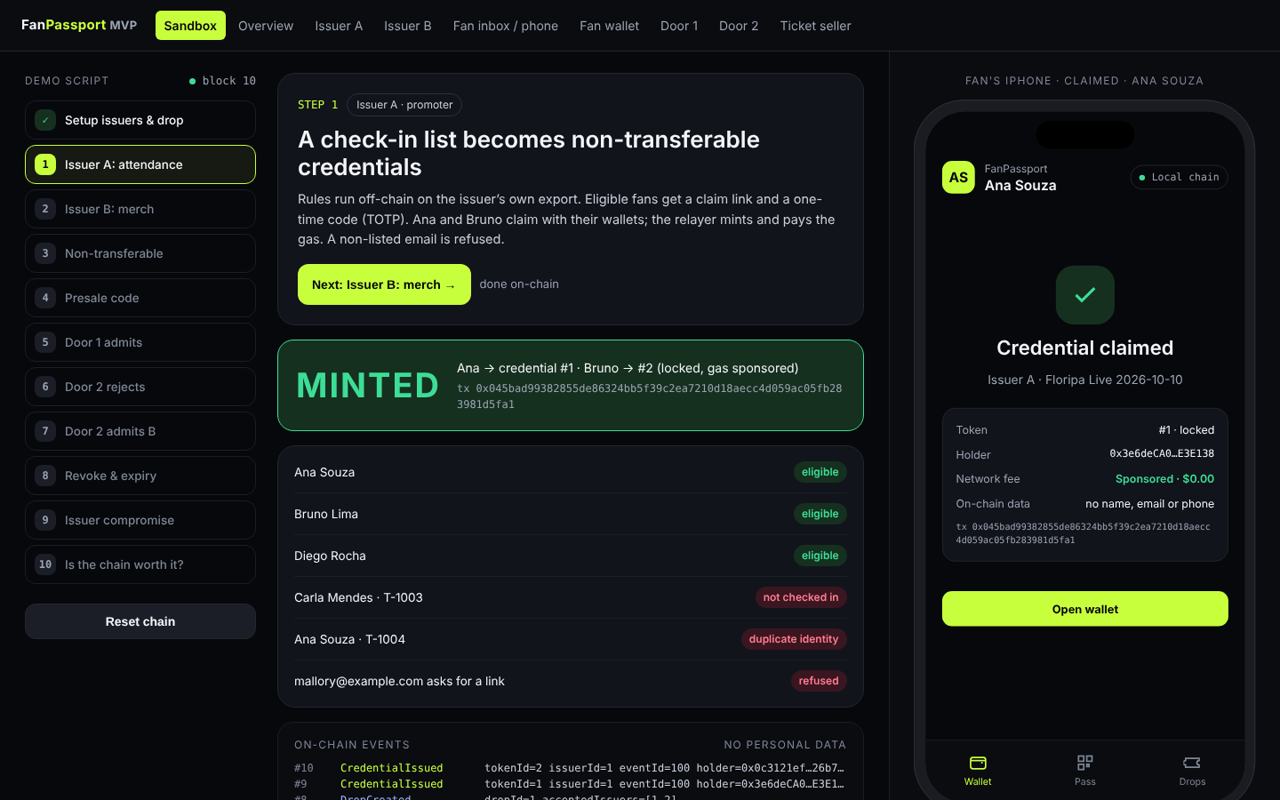 FanPassport MVP
Sandbox
Overview
Issuer A
Issuer B
Fan inbox / phone
Fan wallet
Door 1
Door 2
Ticket seller
DEMO SCRIPT
block 10
✓ Setup issuers & drop
1 Issuer A: attendance
2 Issuer B: merch
3 Non-transferable
4 Presale code
5 Door 1 admits
6 Door 2 rejects
7 Door 2 admits B
8 Revoke & expiry
9 Issuer compromise
10 Is the chain worth it?
Reset chain
STEP 1 Issuer A · promoter
A check-in list becomes non-transferable
credentials
Rules run off-chain on the issuer’s own export. Eligible fans get a claim link and a one-
time code (TOTP). Ana and Bruno claim with their wallets; the relayer mints and pays the
gas. A non-listed email is refused.
Next: Issuer B: merch → done on-chain
MINTED
Ana → credential #1 · Bruno → #2 (locked, gas sponsored)
tx 0x045bad99382855de86324bb5f39c2ea7210d18aecc4d059ac05fb28
3981d5fa1
Ana Souza eligible
Bruno Lima eligible
Diego Rocha eligible
Carla Mendes · T-1003 not checked in
Ana Souza · T-1004 duplicate identity
mallory@example.com asks for a link refused
ON-CHAIN EVENTS NO PERSONAL DATA
#10 CredentialIssued tokenId=2 issuerId=1 eventId=100 holder=0x0c3121ef…26b7…
#9 CredentialIssued tokenId=1 issuerId=1 eventId=100 holder=0x3e6deCA0…E3E1…
#8 DropCreated dropId=1 acceptedIssuers=[1,2]
FAN'S IPHONE · CLAIMED · ANA SOUZA
AS
FanPassport
Ana Souza
Local chain
Credential claimed
Issuer A · Floripa Live 2026-10-10
Token #1 · locked
Holder 0x3e6deCA0…E3E138
Network fee Sponsored · $0.00
On-chain data no name, email or phone
tx 0x045bad99382855de86324bb5f39c2ea7210d18aecc
4d059ac05fb283981d5fa1
Open wallet
Wallet
Pass
Drops